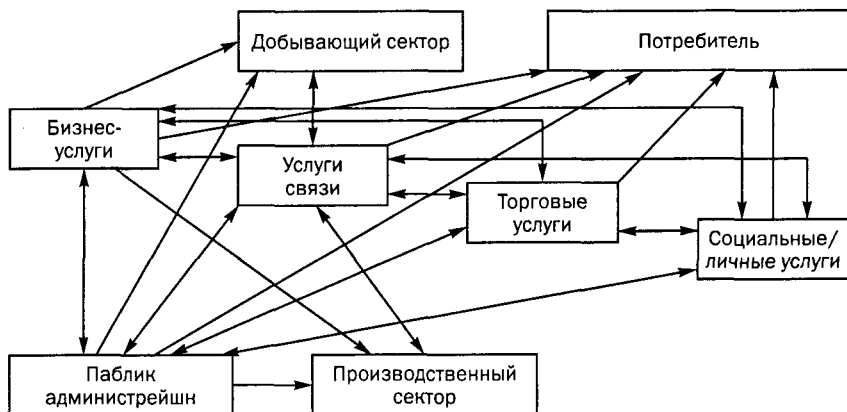 Добывающий сектор
Потребитель
Бизнес-
услуги
Услуги
связи
Торговые
услуги
Социальные/
личные услуги
Паблик
администрейшн
Производственный
сектор